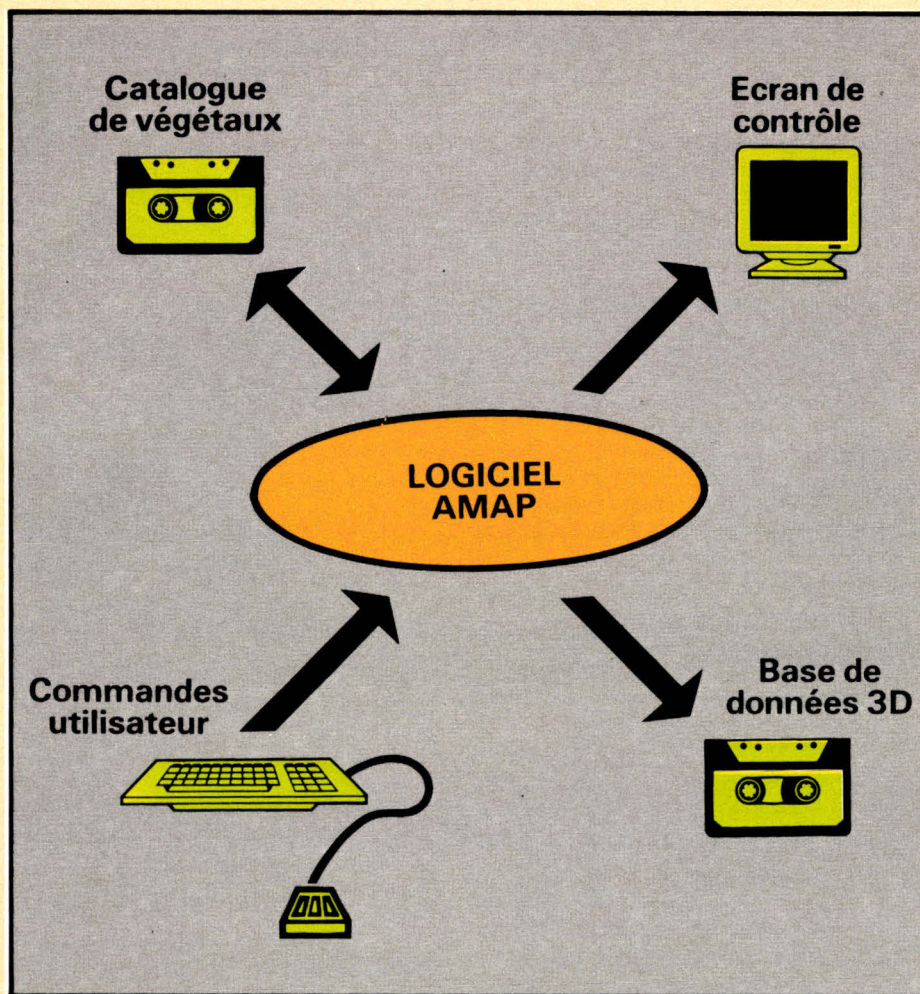 Catalogue
de végétaux
Ecran de
contrôle
LOGICIEL
AMAP
Commandes
utilisateur
Base de
données 3D